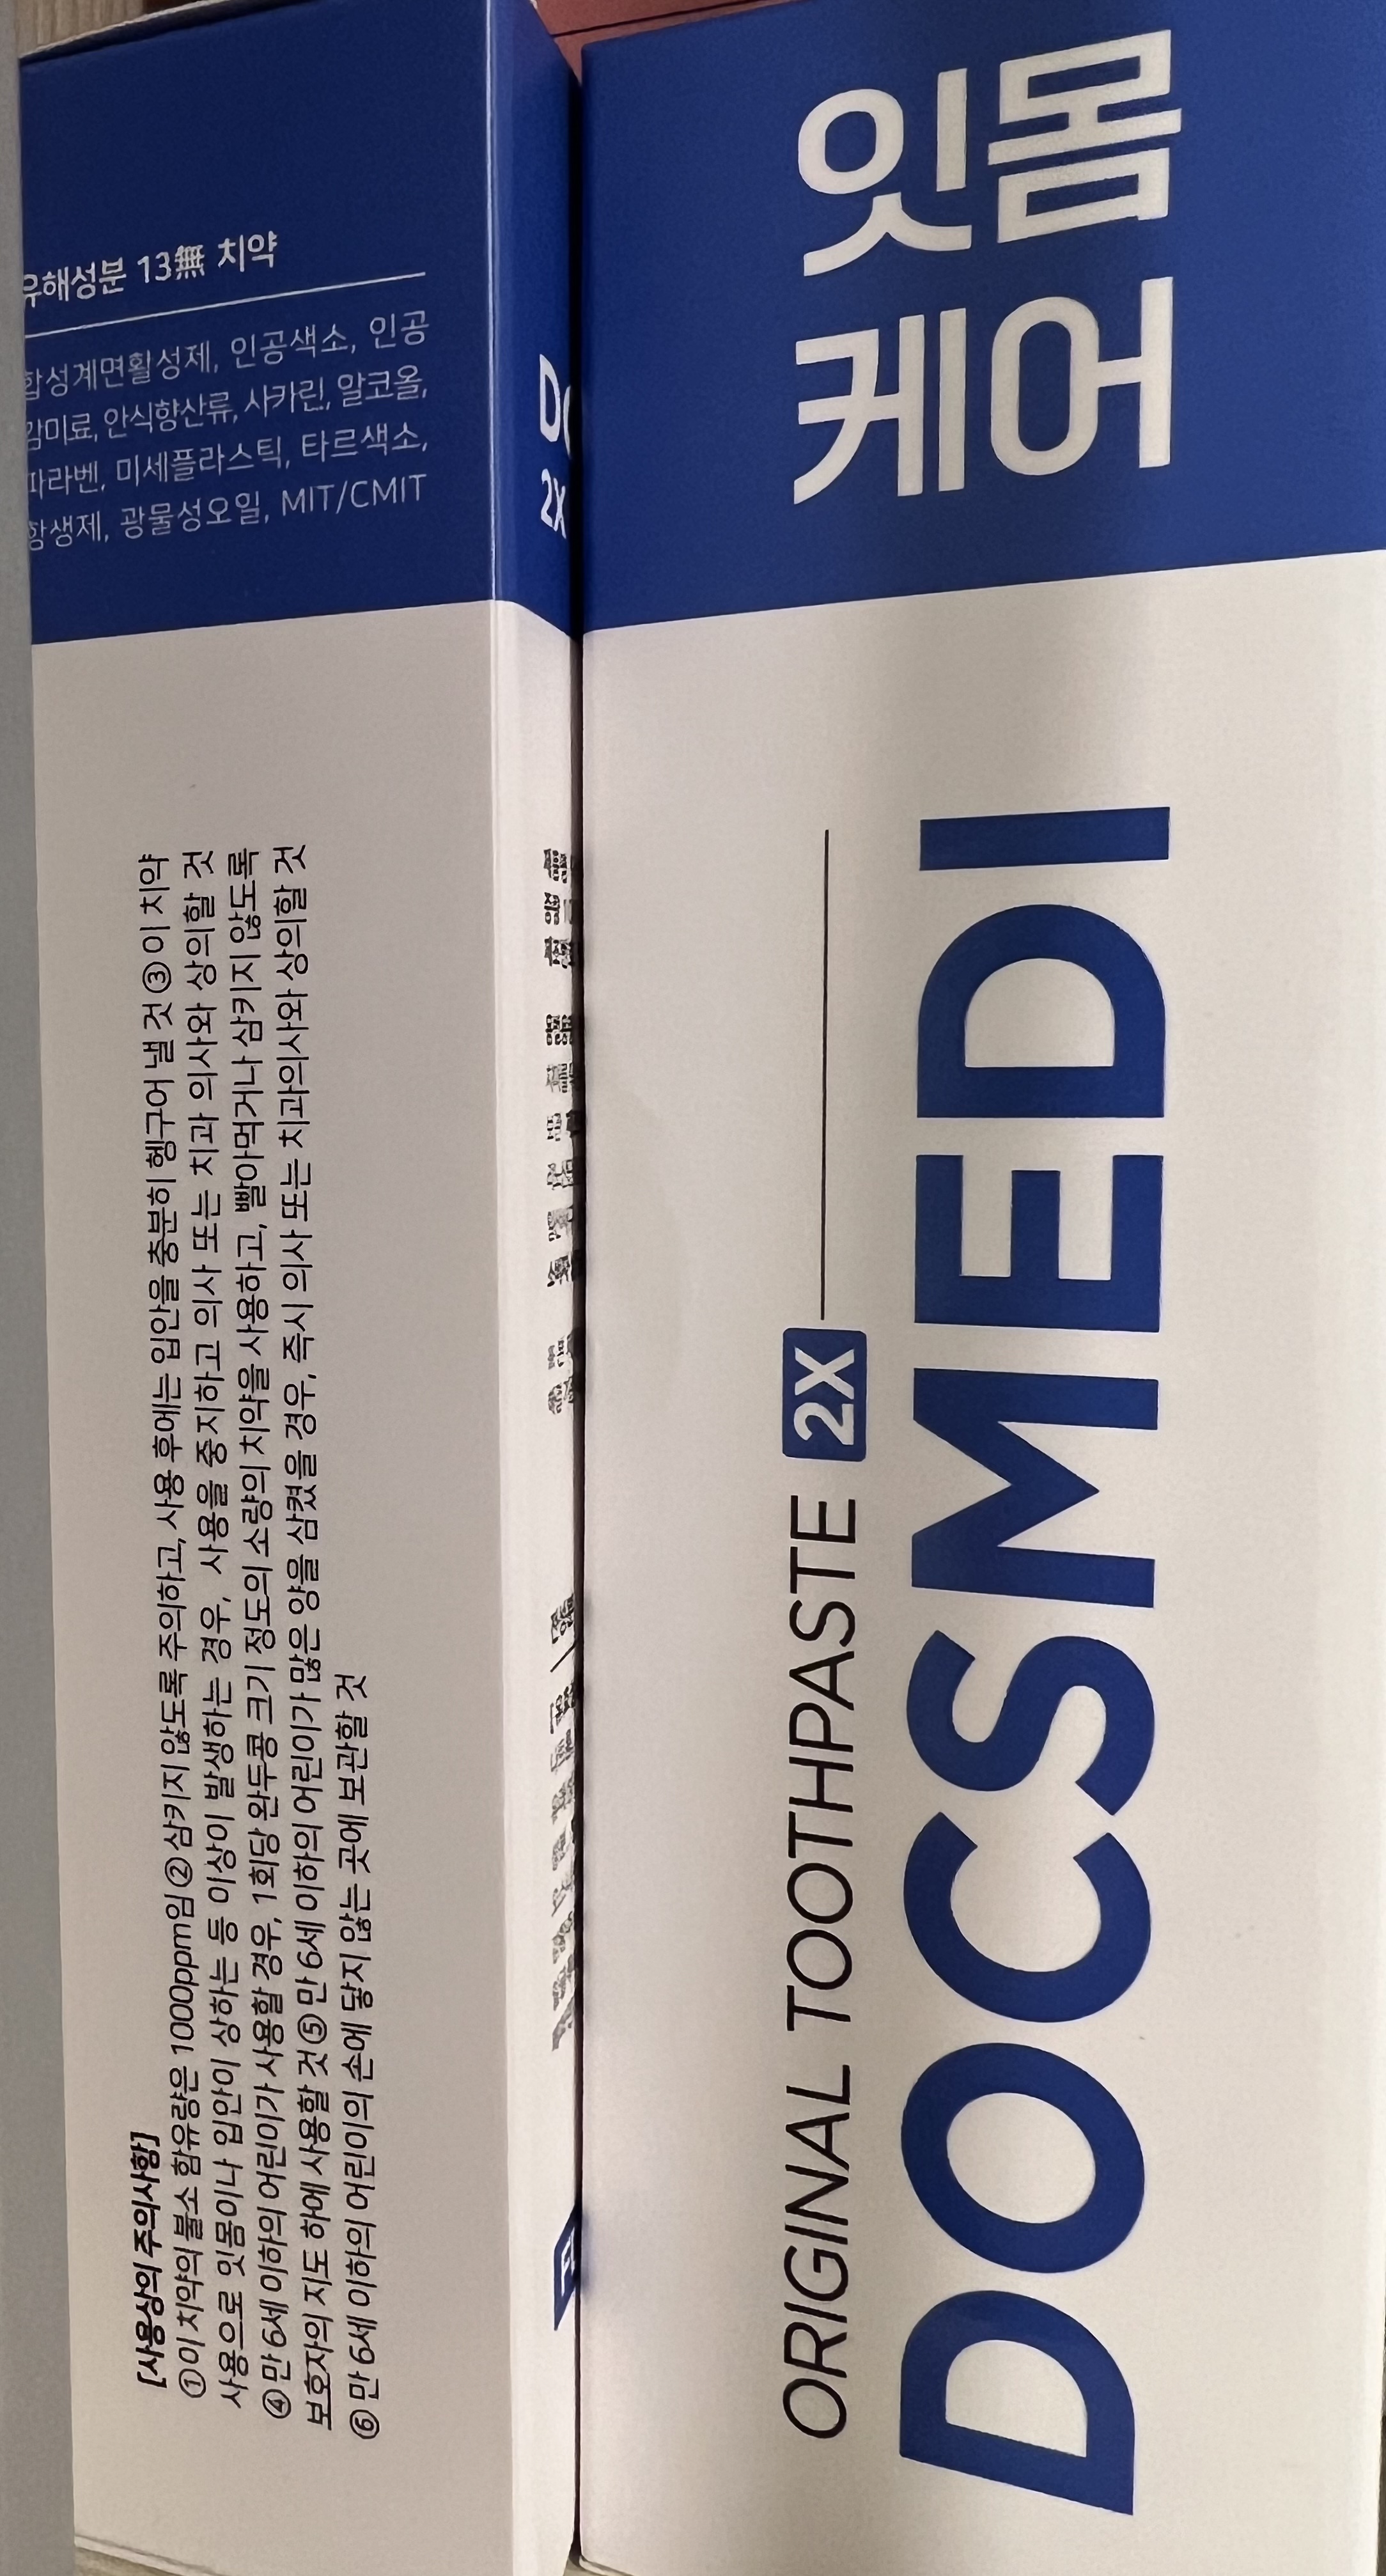 유해성분 13無 치약
합성계면활성제, 인공색소, 인공
감미료, 안식향산류, 사카린, 알코올,
파라벤, 미세플라스틱, 타르색소,
항생제, 광물성오일, MIT/CMIT
[사용상의 주의사항]
①이 치약의 불소 함유량은 1000ppm임 ②삼키지 않도록 주의하고, 사용 후에는 입안을 충분히 헹구어 낼 것 ③이 치약
사용으로 잇몸이나 입안이 상하는 등 이상이 발생하는 경우, 사용을 중지하고 의사 또는 치과 의사와 상의할 것
④만 6세 이하의 어린이가 사용할 경우, 1회당 완두콩 크기 정도의 소량의 치약을 사용하고, 빨아먹거나 삼키지 않도록
보호자의 지도 하에 사용할 것 ⑤만 6세 이하의 어린이가 많은 양을 삼켰을 경우, 즉시 의사 또는 치과의사와 상의할 것
⑥만 6세 이하의 어린이의 손에 닿지 않는 곳에 보관할 것
2X
잇몸
케어
ORIGINAL TOOTHPASTE 2X
DOCSMEDI